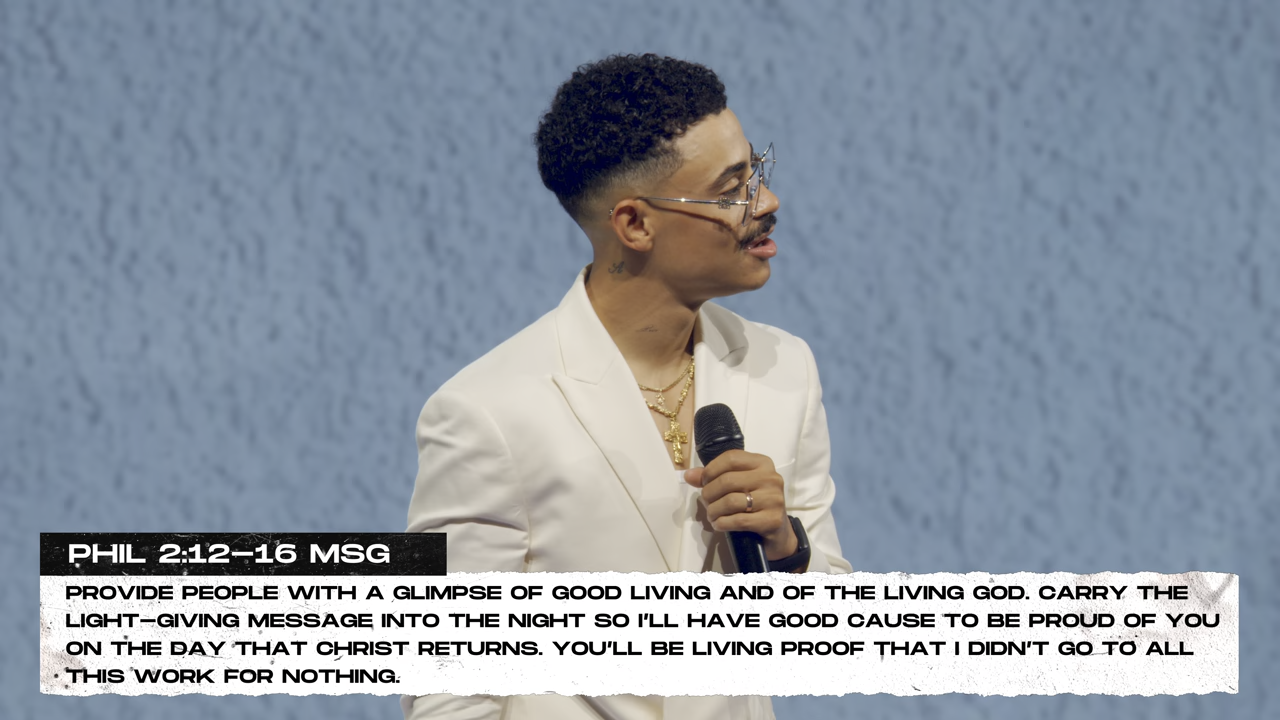 PHIL 2:12–16 MSG
PROVIDE PEOPLE WITH A GLIMPSE OF GOOD LIVING AND OF THE LIVING GOD. CARRY THE
LIGHT–GIVING MESSAGE INTO THE NIGHT SO I'LL HAVE GOOD CAUSE TO BE PROUD OF YOU
ON THE DAY THAT CHRIST RETURNS. YOU'LL BE LIVING PROOF THAT I DIDN'T GO TO ALL
THIS WORK FOR NOTHING.